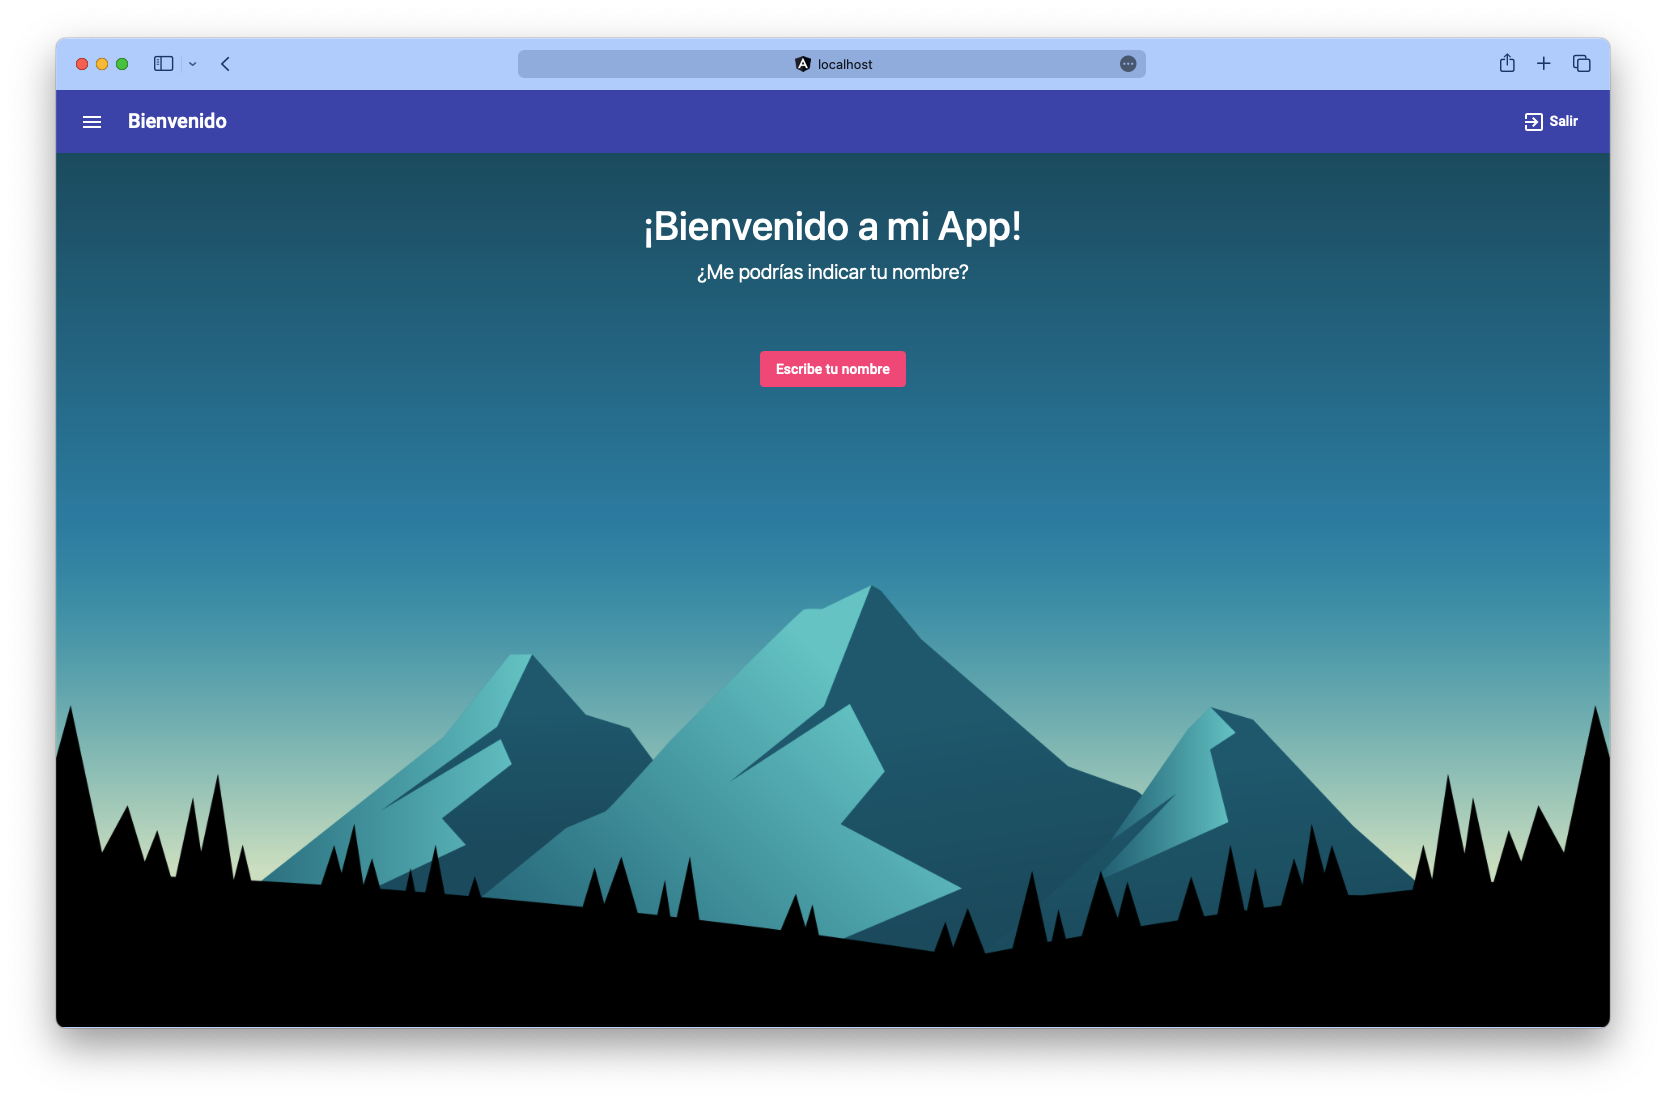 localhost
Bienvenido
Salir
¡Bienvenido a mi App!
¿Me podrías indicar tu nombre?
Escribe tu nombre